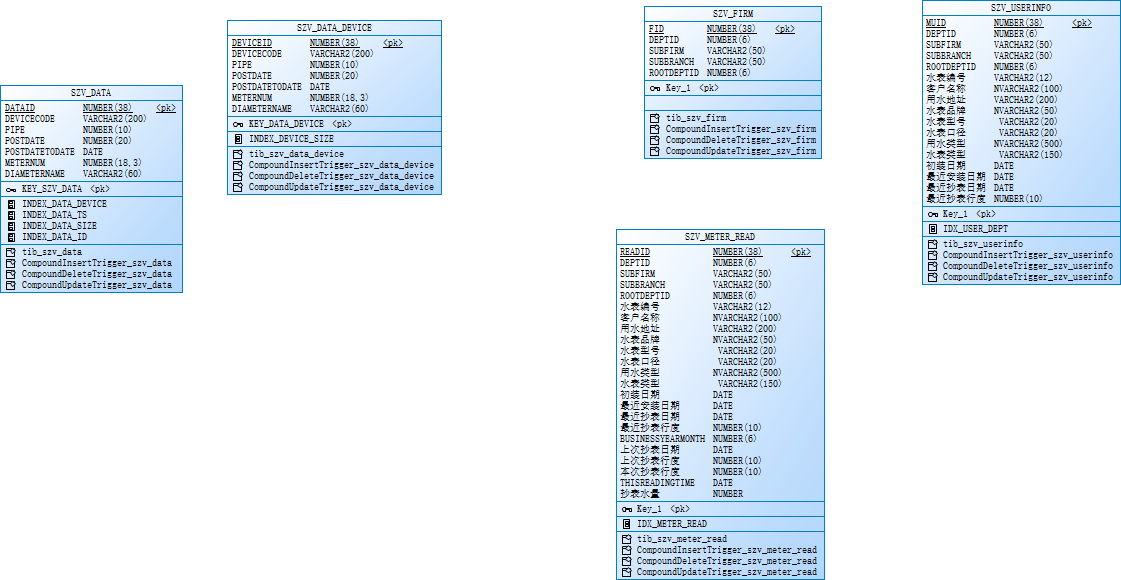 SZV_DATA
DATAID NUMBER(38) <pk>
DEVICECODE VARCHAR2(200)
PIPE NUMBER(10)
POSTDATE NUMBER(20)
POSTDATETODATE DATE
METERNUM NUMBER(18,3)
DIAMETERNAME VARCHAR2(60)
KEY_SZV_DATA <pk>
INDEX_DATA_DEVICE
INDEX_DATA_TS
INDEX_DATA_SIZE
INDEX_DATA_ID
tib_szv_data
CompoundInsertTrigger_szv_data
CompoundDeleteTrigger_szv_data
CompoundUpdateTrigger_szv_data
SZV_DATA_DEVICE
DEVICEID NUMBER(38) <pk>
DEVICECODE VARCHAR2(200)
PIPE NUMBER(10)
POSTDATE NUMBER(20)
POSTDATETODATE DATE
METERNUM NUMBER(18,3)
DIAMETERNAME VARCHAR2(60)
KEY_DATA_DEVICE <pk>
INDEX_DEVICE_SIZE
tib_szv_data_device
CompoundInsertTrigger_szv_data_device
CompoundDeleteTrigger_szv_data_device
CompoundUpdateTrigger_szv_data_device
SZV_FIRM
FID NUMBER(38) <pk>
DEPTID NUMBER(6)
SUBFIRM VARCHAR2(50)
SUBBRANCH VARCHAR2(50)
ROOTDEPTID NUMBER(6)
Key_1 <pk>
tib_szv_firm
CompoundInsertTrigger_szv_firm
CompoundDeleteTrigger_szv_firm
CompoundUpdateTrigger_szv_firm
SZV_METER_READ
READID NUMBER(38) <pk>
DEPTID NUMBER(6)
SUBFIRM VARCHAR2(50)
SUBBRANCH VARCHAR2(50)
ROOTDEPTID NUMBER(6)
水表编号 VARCHAR2(12)
客户名称 NVARCHAR2(100)
用水地址 VARCHAR2(200)
水表品牌 NVARCHAR2(50)
水表型号 VARCHAR2(20)
水表口径 VARCHAR2(20)
用水类型 NVARCHAR2(500)
水表类型 VARCHAR2(150)
初装日期 DATE
最近安装日期 DATE
最近抄表日期 DATE
最近抄表行度 NUMBER(10)
BUSINESSYEARMONTH NUMBER(6)
上次抄表日期 DATE
上次抄表行度 NUMBER(10)
本次抄表行度 NUMBER(10)
THISREADINGTIME DATE
抄表水量 NUMBER
Key_1 <pk>
IDX_METER_READ
tib_szv_meter_read
CompoundInsertTrigger_szv_meter_read
CompoundDeleteTrigger_szv_meter_read
CompoundUpdateTrigger_szv_meter_read
SZV_USERINFO
MUID NUMBER(38) <pk>
DEPTID NUMBER(6)
SUBFIRM VARCHAR2(50)
SUBBRANCH VARCHAR2(50)
ROOTDEPTID NUMBER(6)
水表编号 VARCHAR2(12)
客户名称 NVARCHAR2(100)
用水地址 VARCHAR2(200)
水表品牌 NVARCHAR2(50)
水表型号 VARCHAR2(20)
水表口径 VARCHAR2(20)
用水类型 NVARCHAR2(500)
水表类型 VARCHAR2(150)
初装日期 DATE
最近安装日期 DATE
最近抄表日期 DATE
最近抄表行度 NUMBER(10)
Key_1 <pk>
IDX_USER_DEPT
tib_szv_userinfo
CompoundInsertTrigger_szv_userinfo
CompoundDeleteTrigger_szv_userinfo
CompoundUpdateTrigger_szv_userinfo